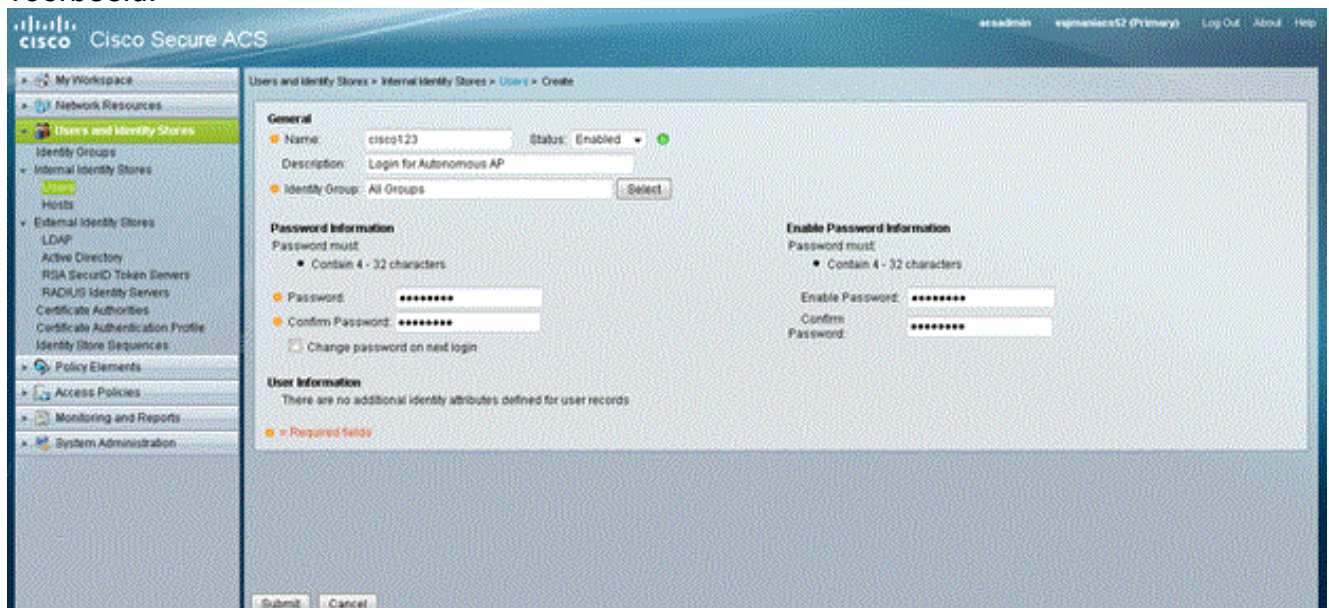 voorbeeld:
cisco Cisco Secure ACS
acsadmin (Primary) Log Out About Help
My Workspace
Network Resources
Users and Identity Stores
Identity Groups
Internal Identity Stores
Users
Hosts
External Identity Stores
LDAP
Active Directory
RSA SecurID Token Servers
RADIUS Identity Servers
Certificate Authorities
Certificate Authentication Profile
Identity Store Sequences
Policy Elements
Access Policies
Monitoring and Reports
System Administration
Users and Identity Stores > Internal Identity Stores > Users > Create
General
Name: cisco123 Status: Enabled
Description: Login for Autonomous AP
Identity Group: All Groups Select
Password Information
Password must:
• Contain 4 - 32 characters
Password: ••••••••
Confirm Password: ••••••••
Change password on next login
Enable Password Information
Password must:
• Contain 4 - 32 characters
Enable Password: ••••••••
Confirm
Password: ••••••••
User Information
There are no additional identity attributes defined for user records
= Required fields
Submit Cancel